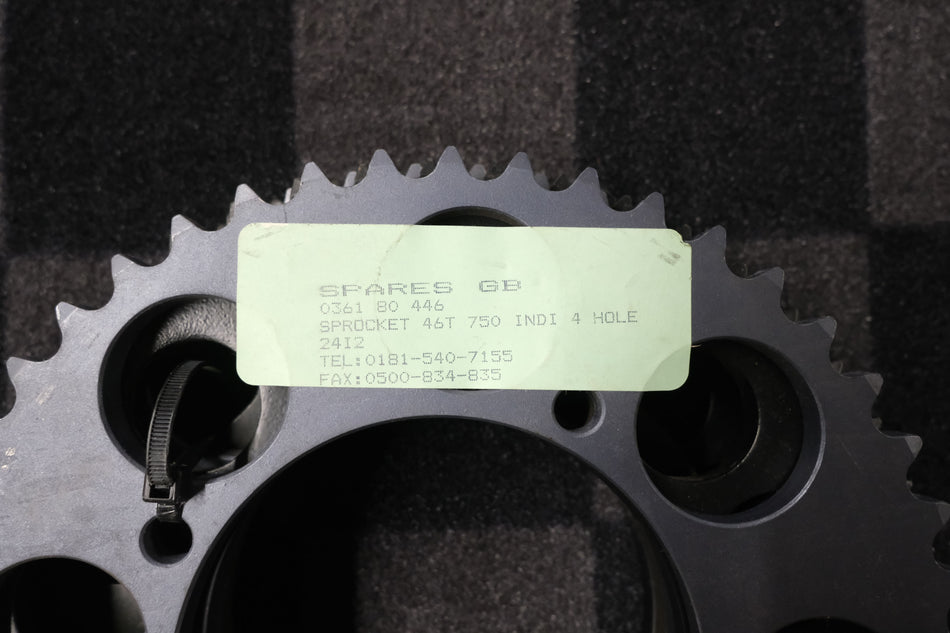 SPARES GB
0361 80 446
SPROCKET 46T 750 INDI 4 HOLE
24I2
TEL:0181-540-7155
FAX:0500-834-835